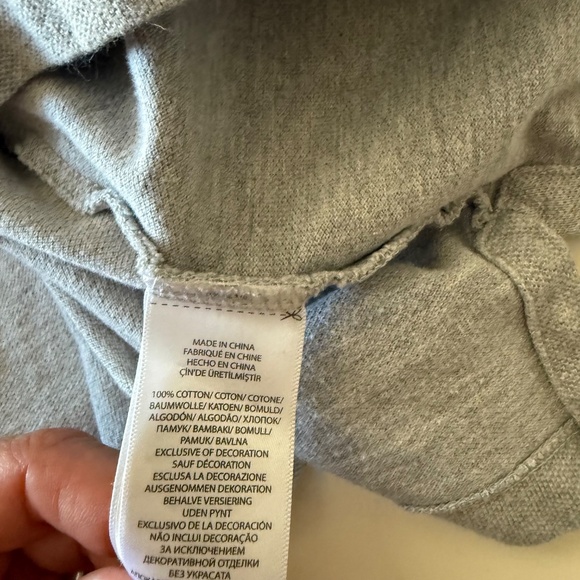 MADE IN CHINA
FABRIQUÉ EN CHINE
HECHO EN CHINA
ÇİN'DE ÜRETİLMİŞTİR
100% COTTON/ COTON/ COTONE/
BAUMWOLLE/ KATOEN/ BOMULD/
ALGODÓN/ ALGODÃO/ ХЛОПОК/
ПАМУК/ BAMBAKI/ BOMULL/
PAMUK/ BAVLNA
EXCLUSIVE OF DECORATION
SAUF DÉCORATION
ESCLUSA LA DECORAZIONE
AUSGENOMMEN DEKORATION
BEHALVE VERSIERING
UDEN PYNT
EXCLUSIVO DE LA DECORACIÓN
NÃO INCLUI DECORAÇÃO
ЗА ИСКЛЮЧЕНИЕМ
ДЕКОРАТИВНОЙ ОТДЕЛКИ
БЕЗ УКРАСАТА